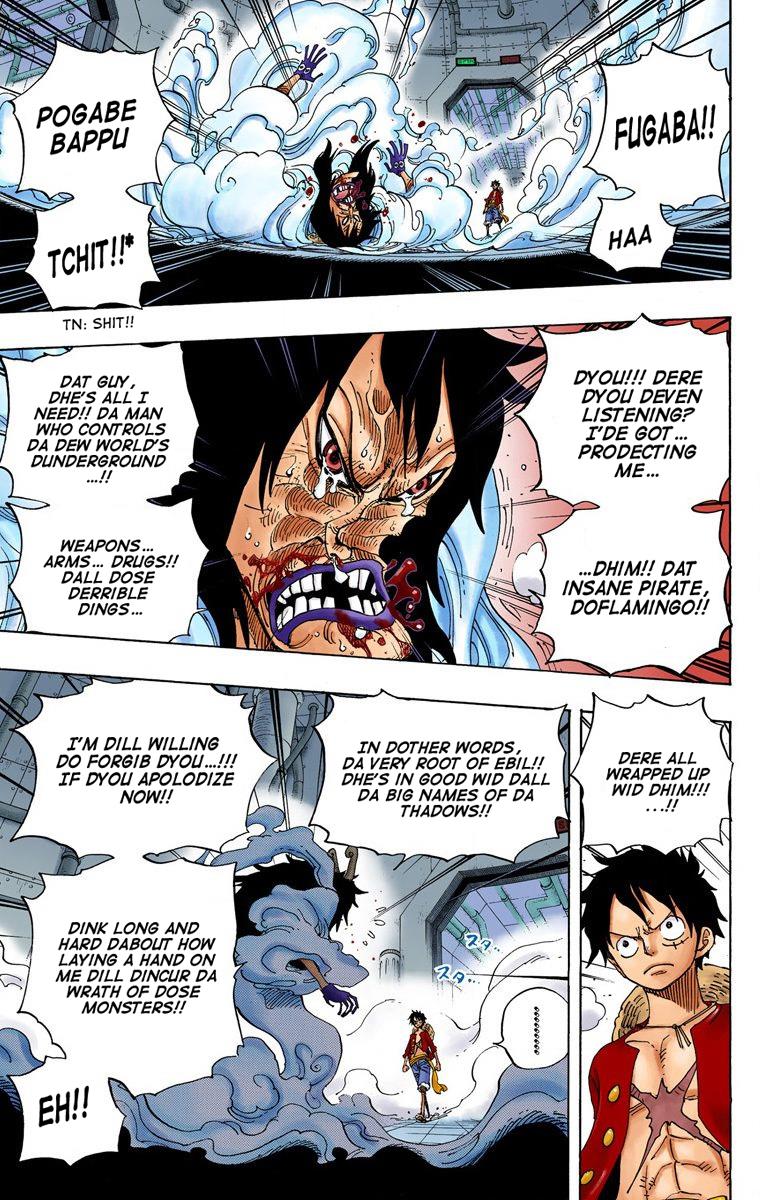 FUGABA!!
HAA
POGABE
BAPPU
TCHIT!!*
TN: SHIT!!
DYOU!!! DERE
DYOU DEVEN
LISTENING?
I'DE GOT...
PRODECTING
ME...
...DHIM!! DAT
INSANE PIRATE,
DOFLAMINGO!!
DAT GUY,
DHE'S ALL I
NEED!! DA MAN
WHO CONTROLS
DA DEW WORLD'S
DUNDERGROUND
...!!
WEAPONS...
ARMS... DRUGS!!
DALL DOSE
DERRIBLE
DINGS...
DERE ALL
WRAPPED UP
WID DHIM!!!
...!!
IN DOTHER WORDS,
DA VERY ROOT OF EBIL!!
DHE'S IN GOOD WID DALL
DA BIG NAMES OF DA
THADOWS!!
スタ...
スタ...
.........
I'M DILL WILLING
DO FORGIB DYOU...!!!
IF DYOU APOLODIZE
NOW!!
DINK LONG AND
HARD DABOUT HOW
LAYING A HAND ON
ME DILL DINCUR DA
WRATH OF DOSE
MONSTERS!!
EH!!